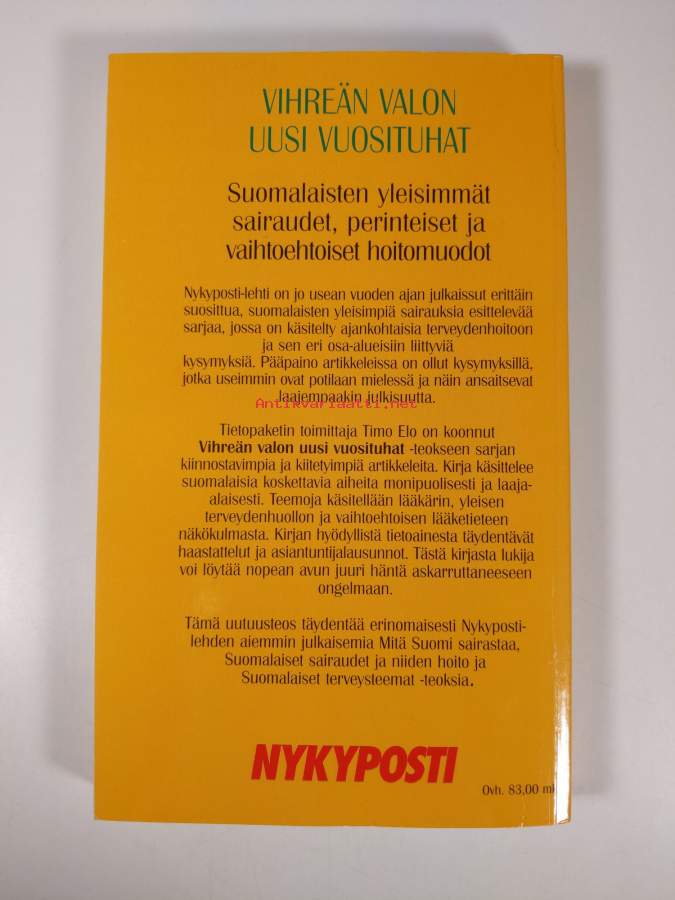 VIHREÄN VALON
UUSI VUOSITUHAT
Suomalaisten yleisimmät
sairaudet, perinteiset ja
vaihtoehtoiset hoitomuodot
Nykyposti-lehti on jo usean vuoden ajan julkaissut erittäin
suosittua, suomalaisten yleisimpiä sairauksia esittelevää
sarjaa, jossa on käsitelty ajankohtaisia terveydenhoitoon
ja sen eri osa-alueisiin liittyviä
kysymyksiä. Pääpaino artikkeleissa on ollut kysymyksillä,
jotka useimmin ovat potilaan mielessä ja näin ansaitsevat
laajempaakin julkisuutta.
Antikvariaatti.net
Tietopaketin toimittaja Timo Elo on koonnut
Vihreän valon uusi vuosituhat -teokseen sarjan
kiinnostavimpia ja kiitetyimpiä artikkeleita. Kirja käsittelee
suomalaisia koskettavia aiheita monipuolisesti ja laaja-
alaisesti. Teemoja käsitellään lääkärin, yleisen
terveydenhuollon ja vaihtoehtoisen lääketieteen
näkökulmasta. Kirjan hyödyllistä tietoainesta täydentävät
haastattelut ja asiantuntijalausunnot. Tästä kirjasta lukija
voi löytää nopean avun juuri häntä askarruttaneeseen
ongelmaan.
Tämä uutuusteos täydentää erinomaisesti Nykyposti-
lehden aiemmin julkaisemia Mitä Suomi sairastaa,
Suomalaiset sairaudet ja niiden hoito ja
Suomalaiset terveysteemat -teoksia.
NYKYPOSTI
Ovh. 83,00 mk